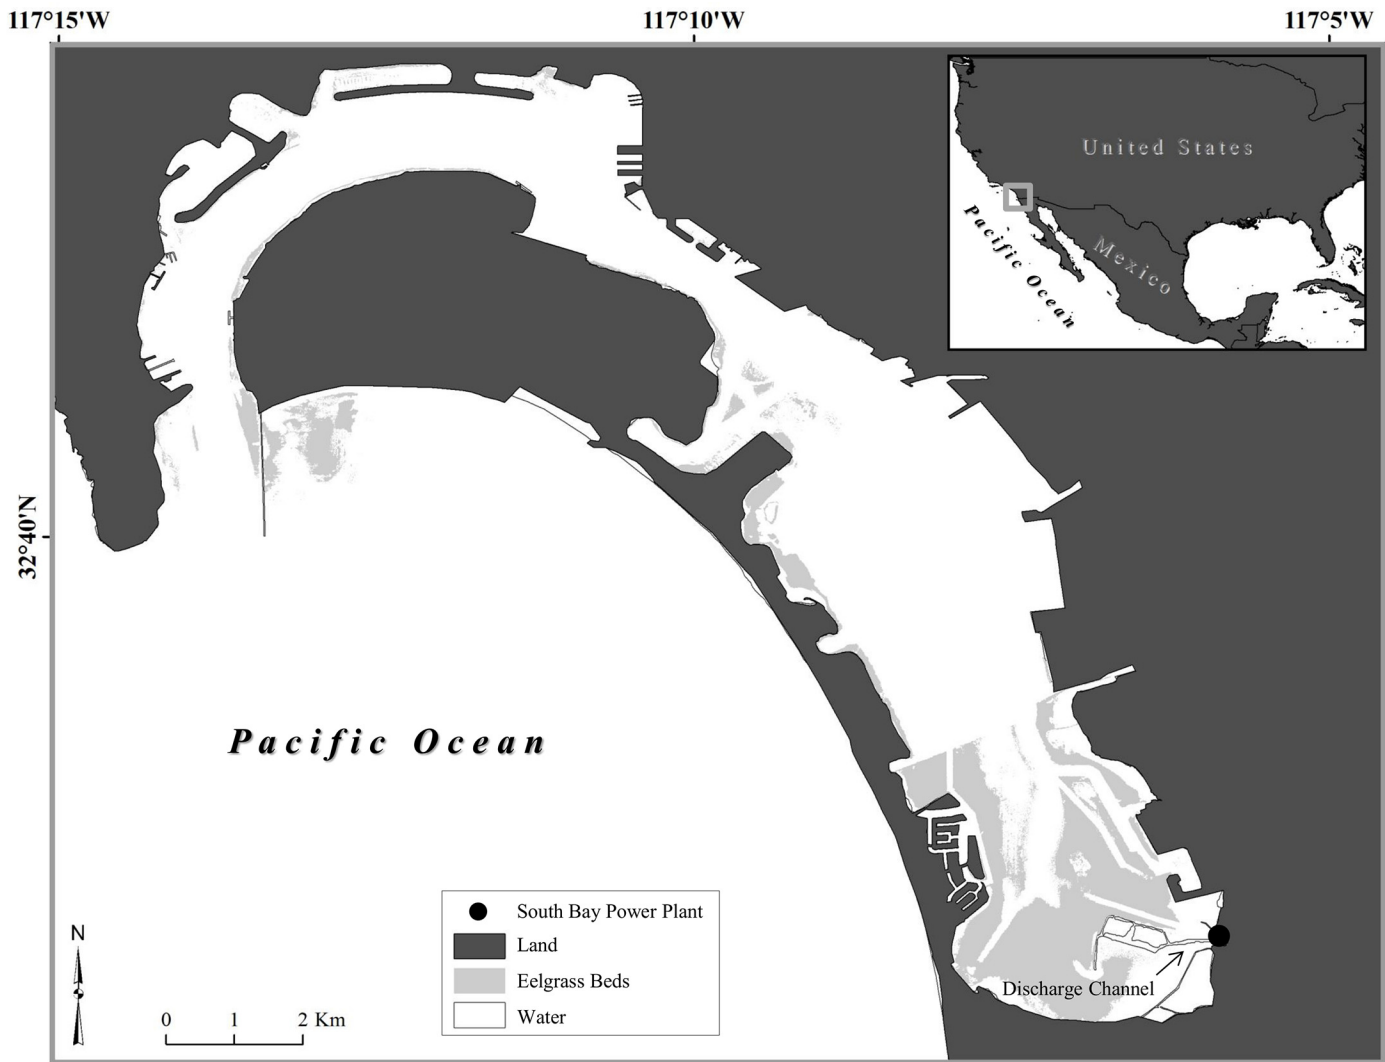 117°15'W
117°10'W
117°5'W
United States
Pacific Ocean
Mexico
32°40'N
Pacific Ocean
South Bay Power Plant
Land
Eelgrass Beds
Water
Discharge Channel
N
0 1 2 Km